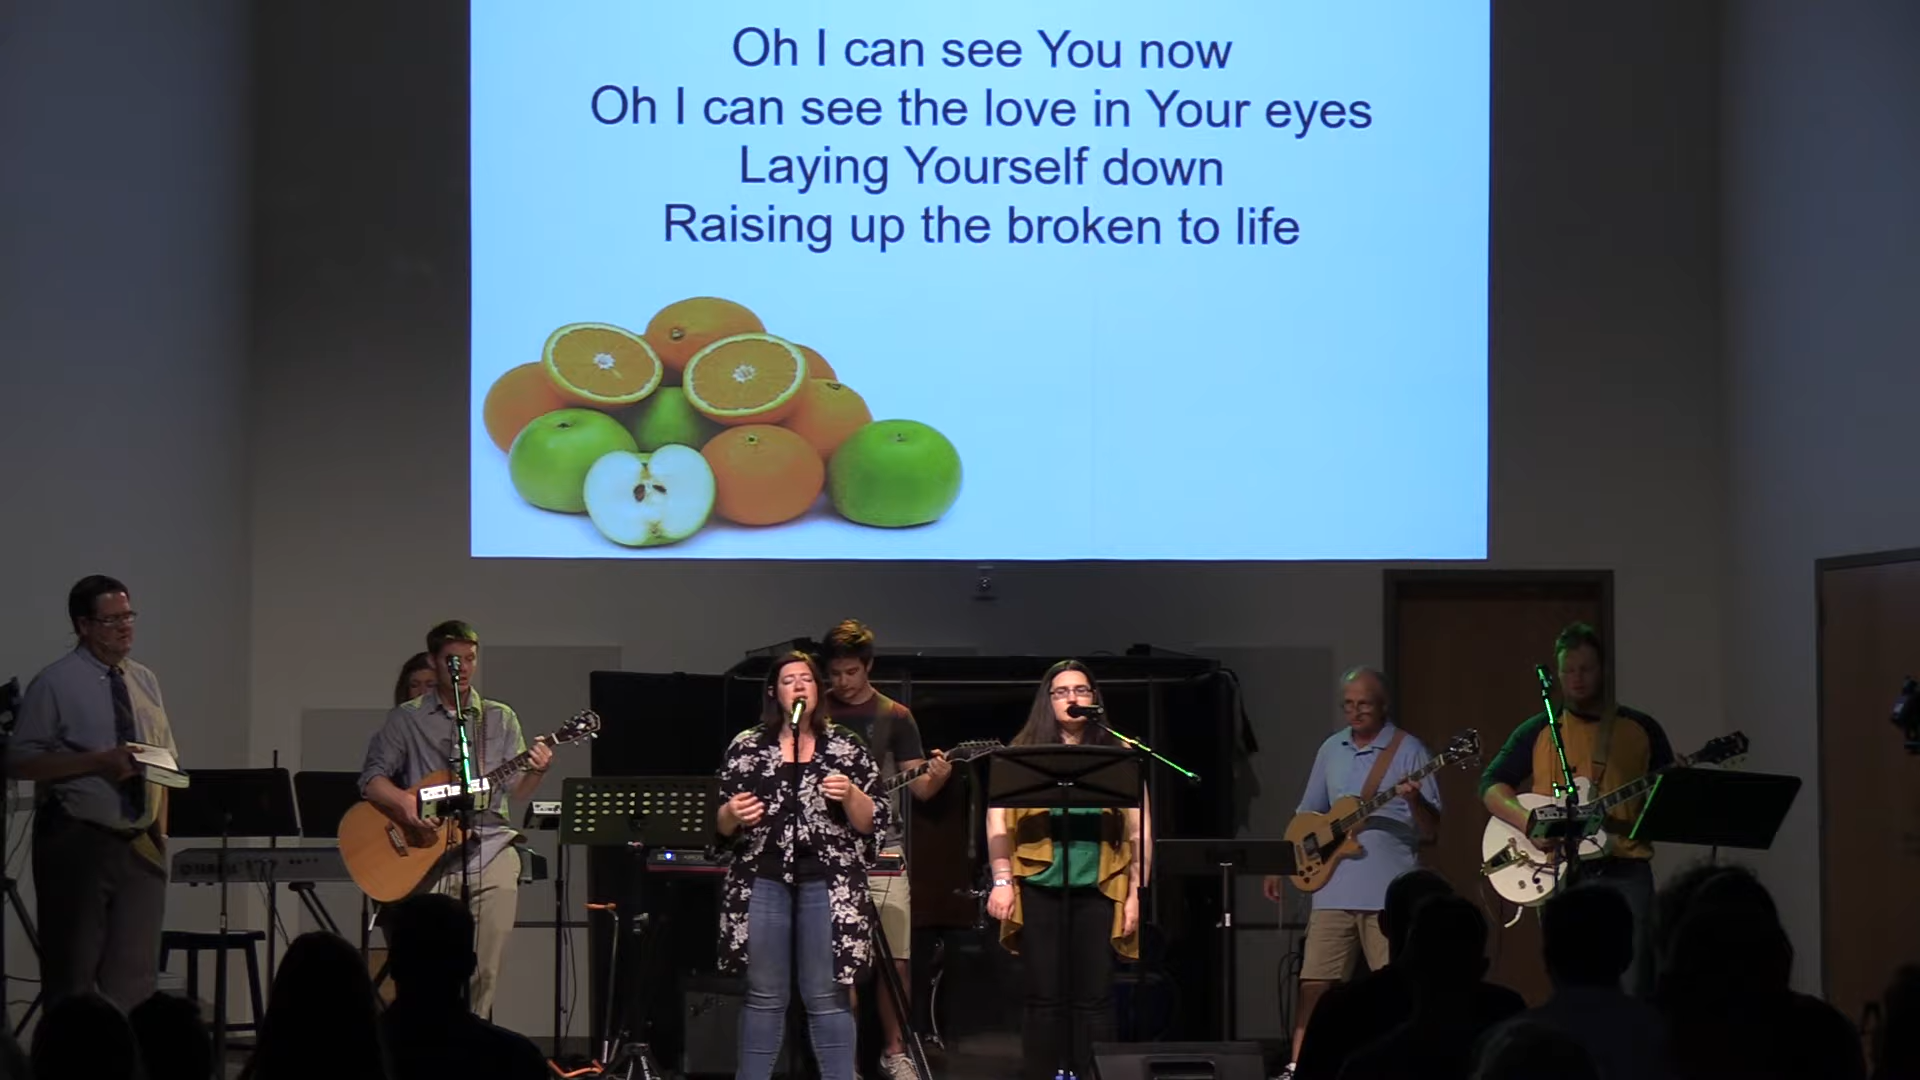 Oh I can see You now
Oh I can see the love in Your eyes
Laying Yourself down
Raising up the broken to life